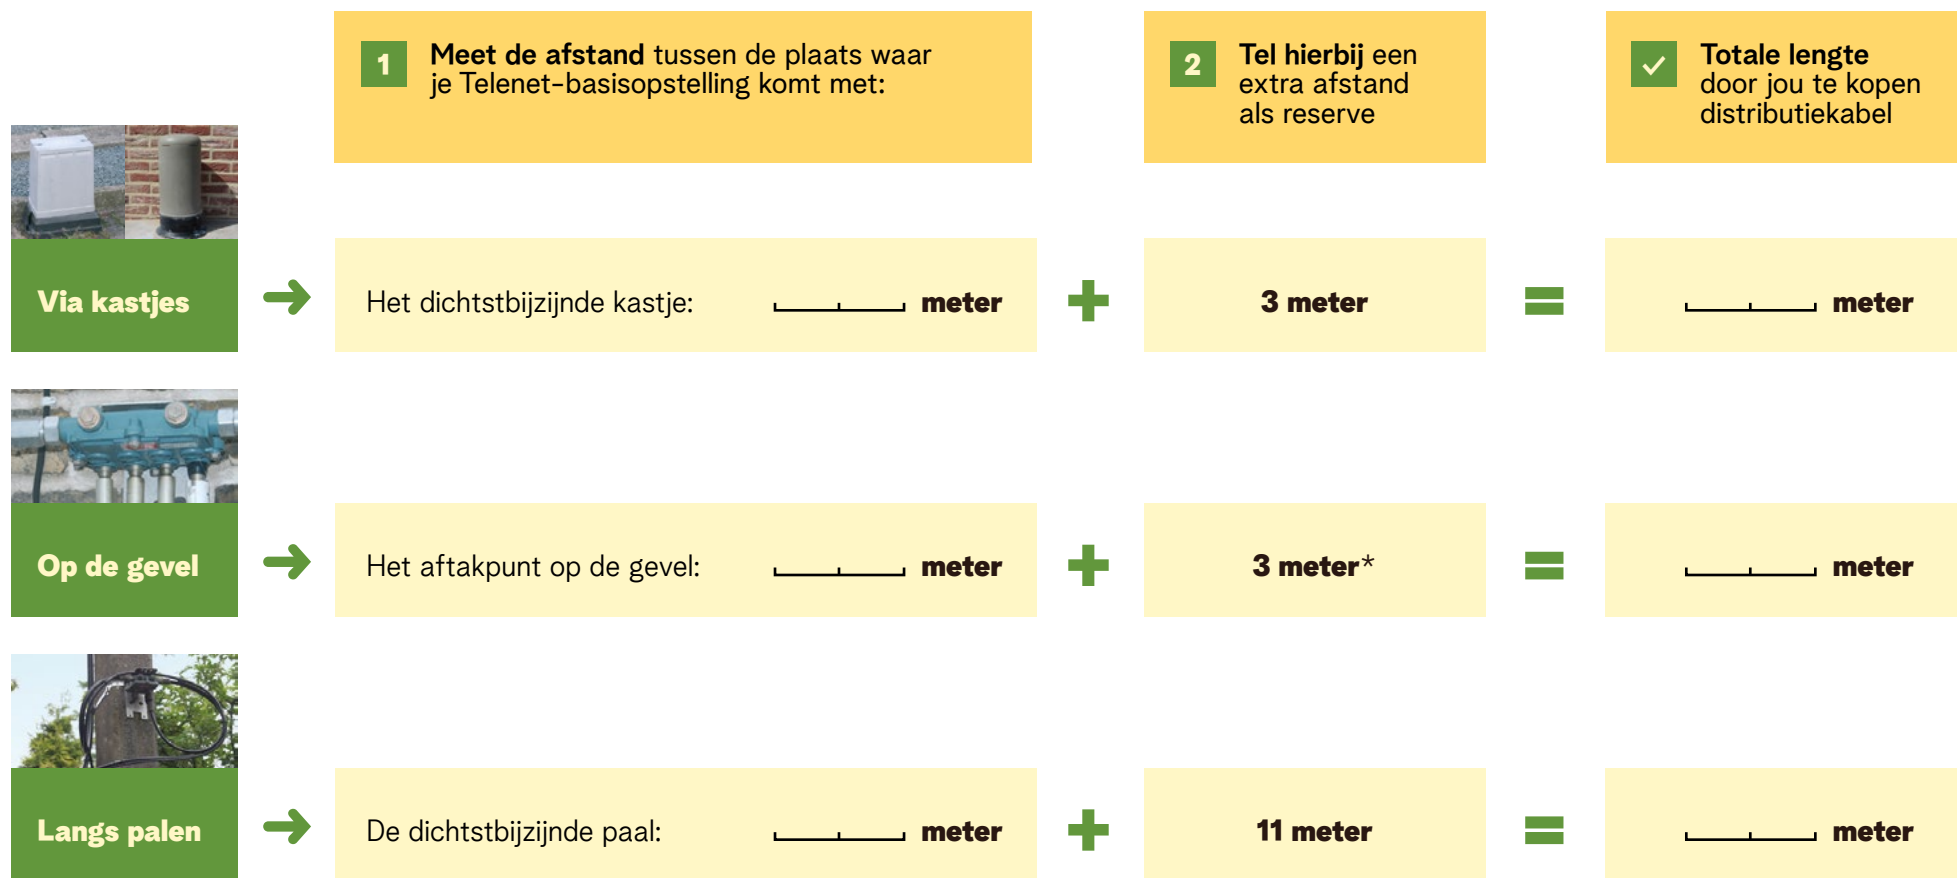 1 Meet de afstand tussen de plaats waar
je Telenet-basisopstelling komt met:
2 Tel hierbij een
extra afstand
als reserve
Totale lengte
door jou te kopen
distributiekabel
Via kastjes
Het dichtstbijzijnde kastje: meter
3 meter
meter
Op de gevel
Het aftakpunt op de gevel: meter
3 meter*
meter
Langs palen
De dichtstbijzijnde paal: meter
11 meter
meter